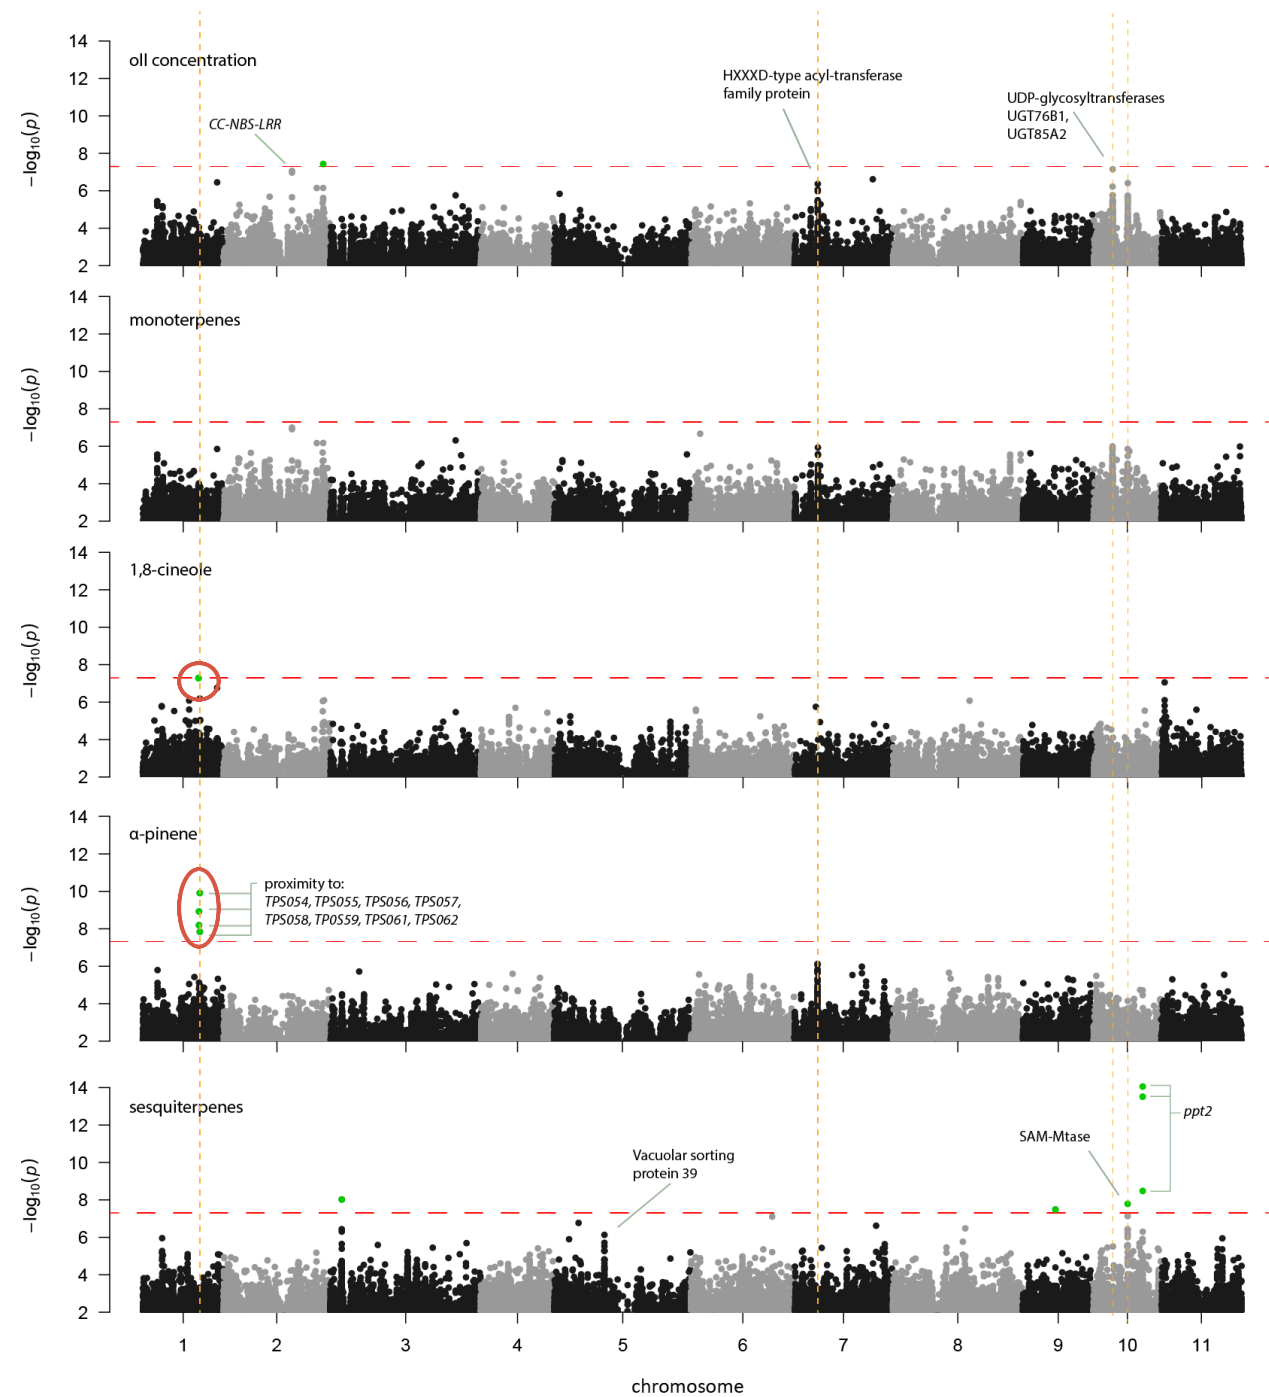 oll concentration
CC-NBS-LRR
HXXXD-type acyl-transferase
family protein
UDP-glycosyltransferases
UGT76B1,
UGT85A2
−log10(p)
14
12
10
8
6
4
2
1
2
3
4
5
6
7
8
9
10
11
monoterpenes
−log10(p)
14
12
10
8
6
4
2
1,8-cineole
−log10(p)
14
12
10
8
6
4
2
α-pinene
proximity to:
TPS054, TPS055, TPS056, TPS057,
TPS058, TP0S59, TPS061, TPS062
−log10(p)
14
12
10
8
6
4
2
sesquiterpenes
Vacuolar sorting
protein 39
SAM-Mtase
ppt2
−log10(p)
14
12
10
8
6
4
2
chromosome